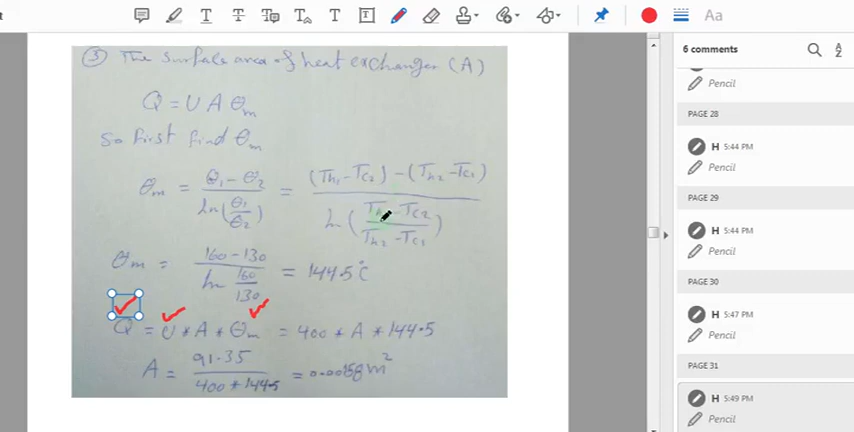 6 comments
Pencil
PAGE 28
H 5:44 PM
Pencil
PAGE 29
H 5:44 PM
Pencil
PAGE 30
H 5:47 PM
Pencil
PAGE 31
H 5:49 PM
Pencil
③ The surface area of heat exchanger (A)
Q = U A θm
So first find θm
θm = (θ1 - θ2) / ln(θ1/θ2) = ((Th1 - Tc2) - (Th2 - Tc1)) / ln((Th1 - Tc2)/(Th2 - Tc1))
θm = (160 - 130) / ln(160/130) = 144.5 °C
Q = U * A * θm = 400 * A * 144.5
A = 91.35 / (400 * 144.5) = 0.00158 m²